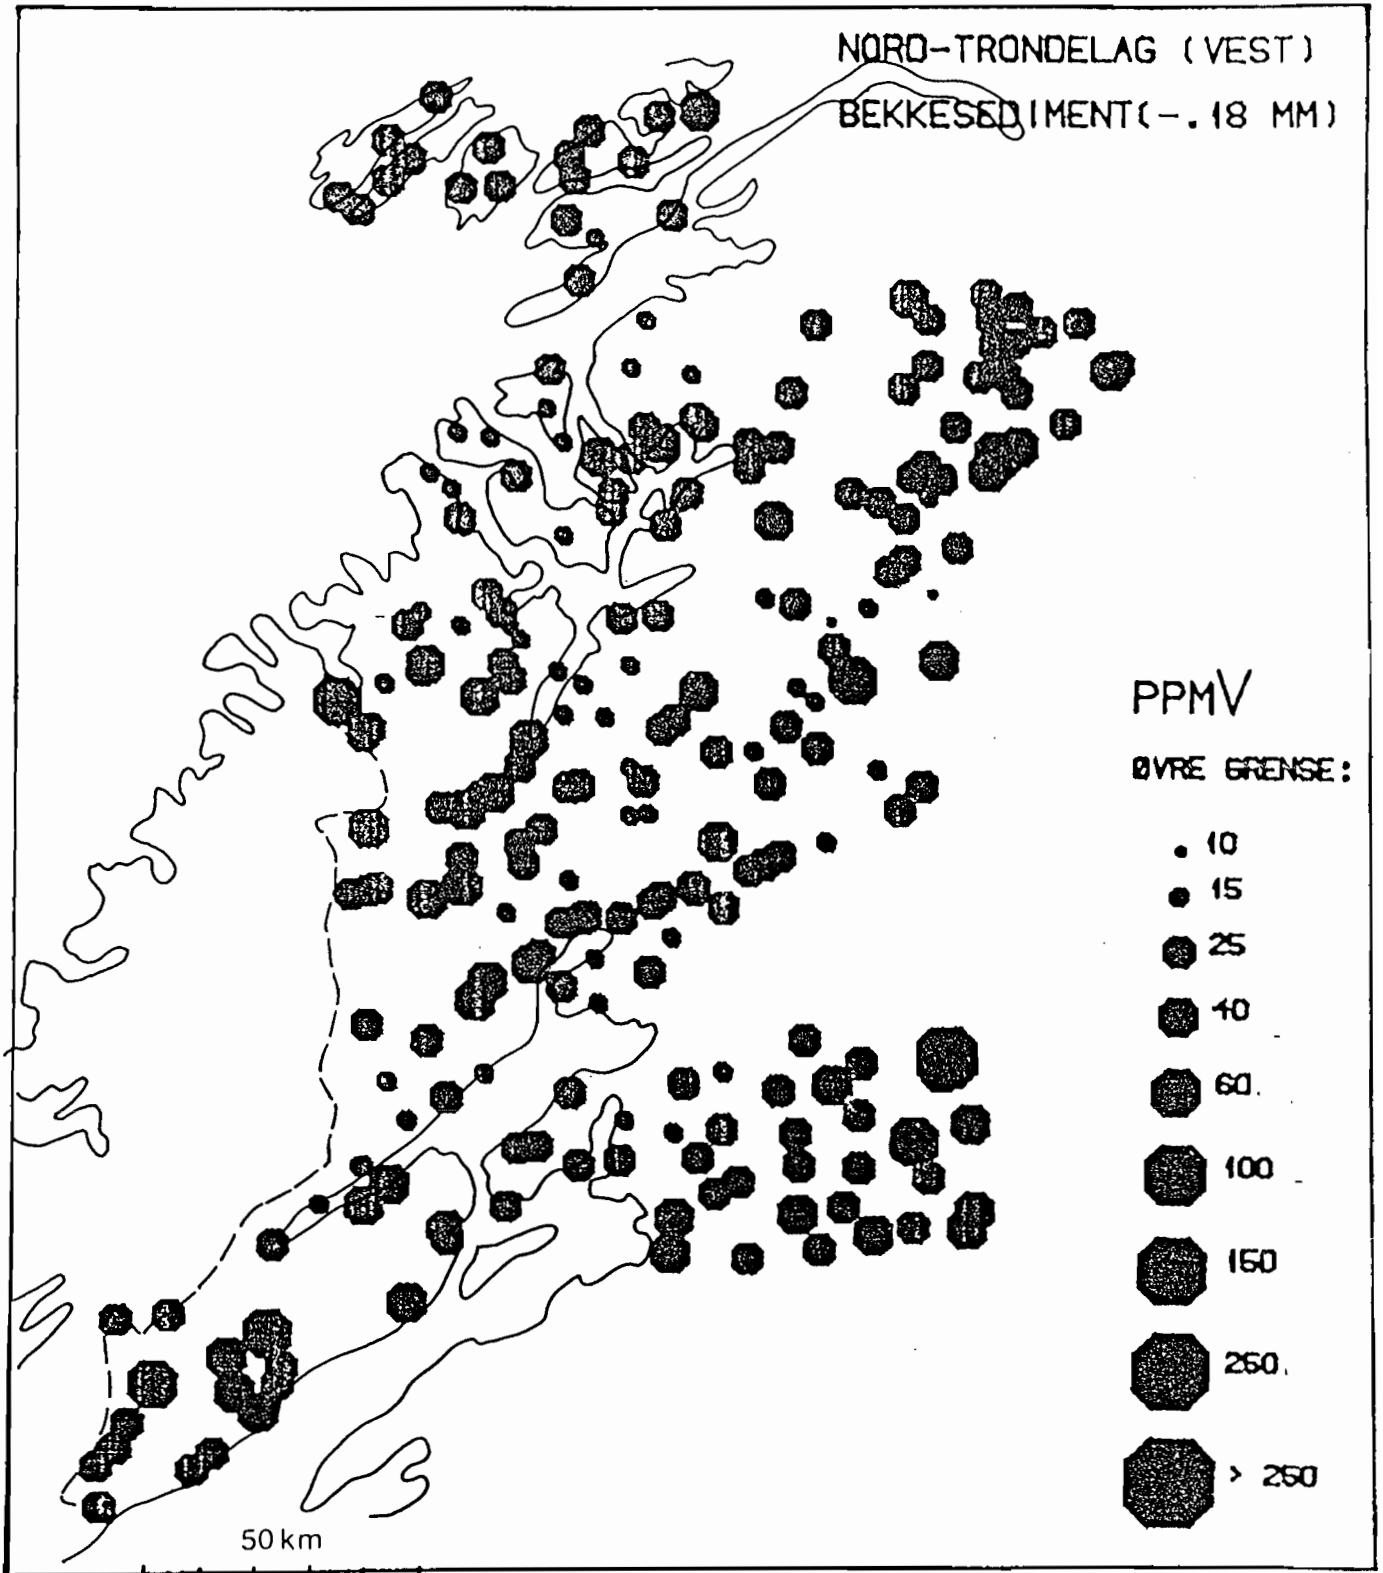 NORD-TRONDELAG (VEST)
BEKKESEDIMENT(-.18 MM)
PPMV
ØVRE GRENSE:
10
15
25
40
60.
100
150
250.
> 250
50 km